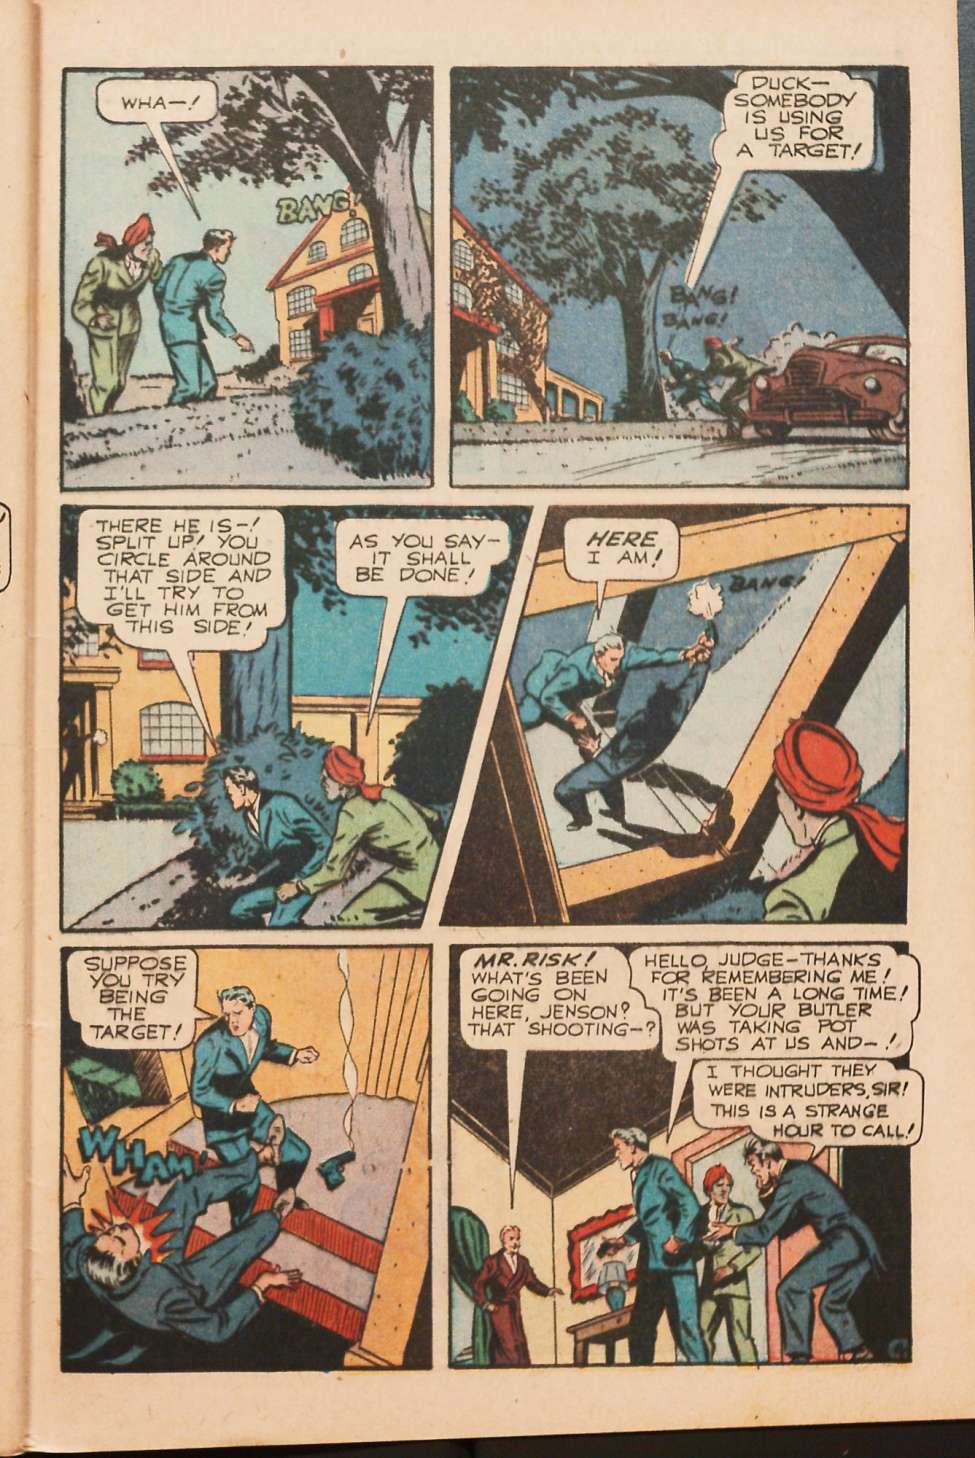 WHA—!
BANG!
DUCK—
SOMEBODY
IS USING
US FOR
A TARGET!
BANG!
BANG!
THERE HE IS—!
SPLIT UP! YOU
CIRCLE AROUND
THAT SIDE AND
I'LL TRY TO
GET HIM FROM
THIS SIDE!
AS YOU SAY—
IT SHALL
BE DONE!
HERE
I AM!
BANG!
SUPPOSE
YOU TRY
BEING
THE
TARGET!
WHAM!
MR. RISK!
WHAT'S BEEN
GOING ON
HERE, JENSON?
THAT SHOOTING—?
HELLO, JUDGE—THANKS
FOR REMEMBERING ME!
IT'S BEEN A LONG TIME!
BUT YOUR BUTLER
WAS TAKING POT
SHOTS AT US AND—!
I THOUGHT THEY
WERE INTRUDERS, SIR!
THIS IS A STRANGE
HOUR TO CALL!